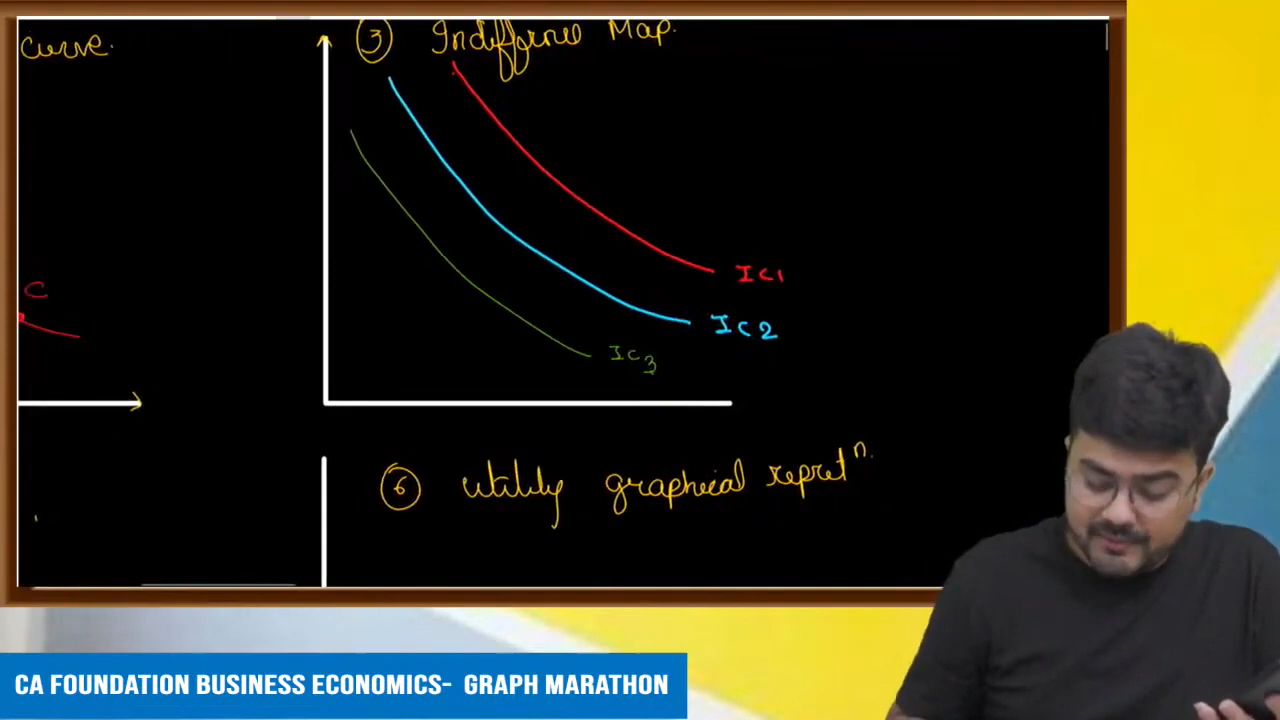 curve.
③ Indifference Map.
IC1
C
IC2
IC3
⑥ utility graphical repretⁿ.
CA FOUNDATION BUSINESS ECONOMICS- GRAPH MARATHON